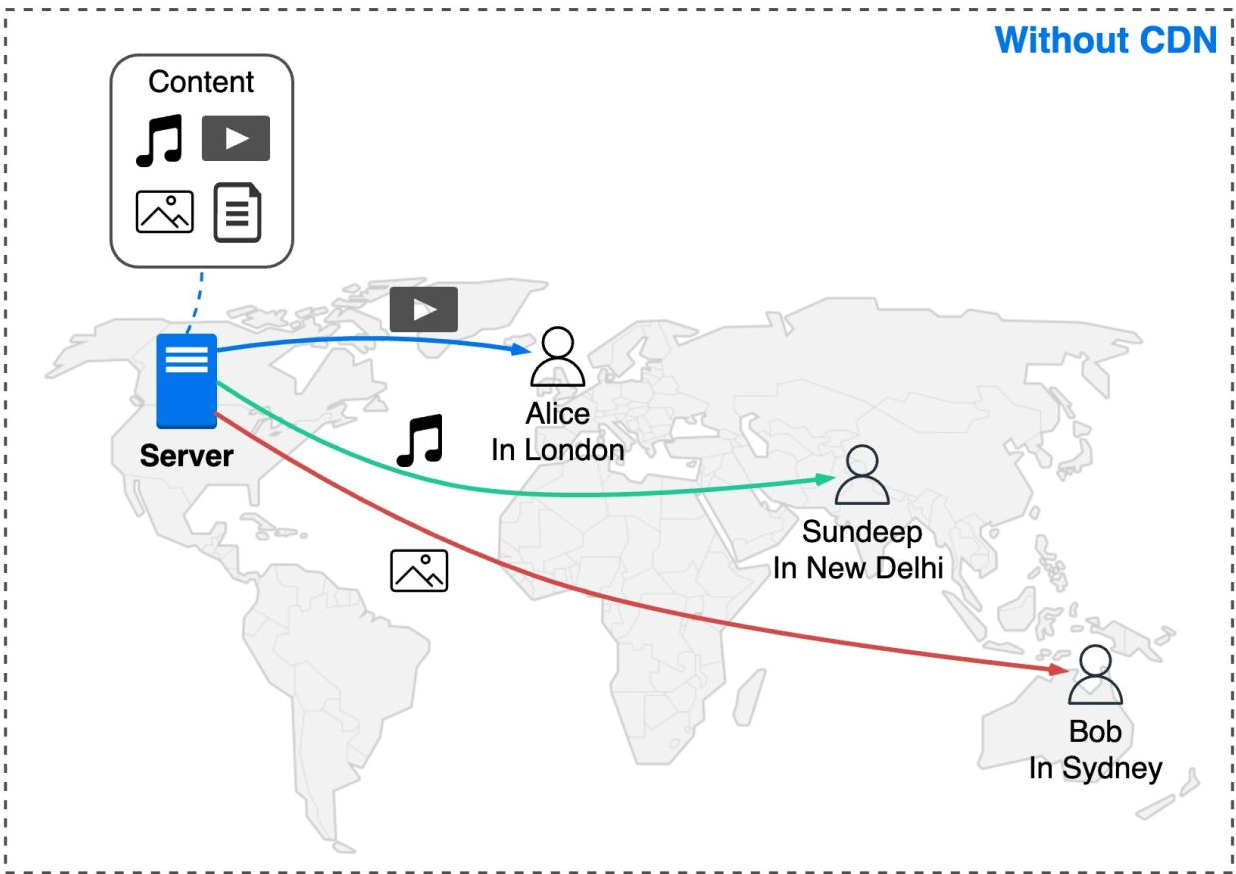 Without CDN
Content
Server
Alice
In London
Sundeep
In New Delhi
Bob
In Sydney